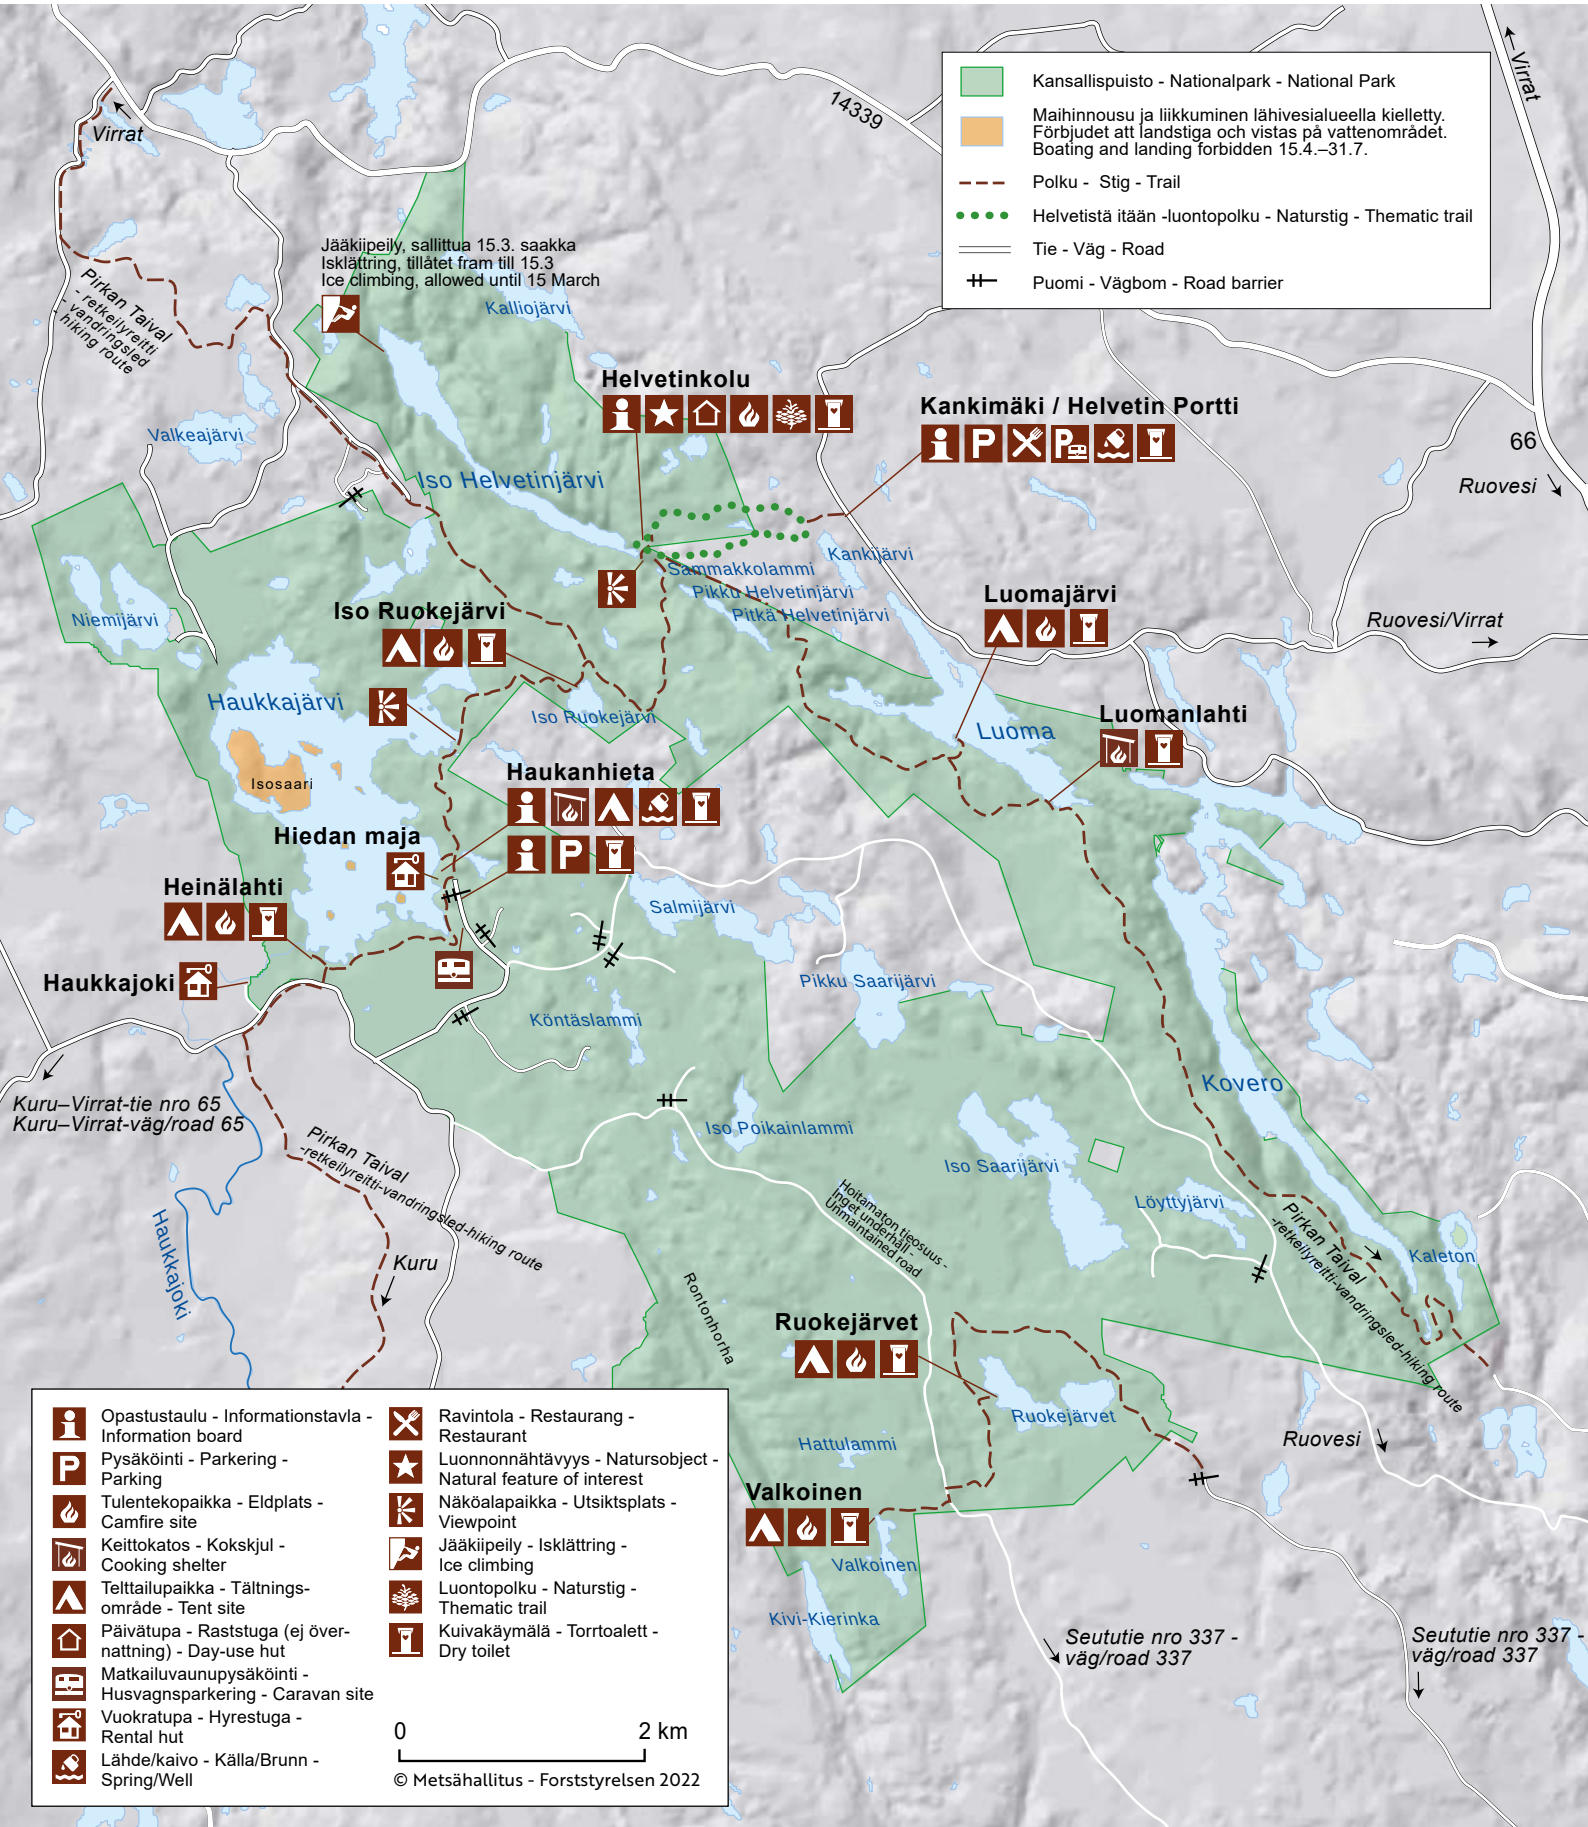 Kansallispuisto - Nationalpark - National Park
Maihinnousu ja liikkuminen lähivesialueella kielletty.
Förbjudet att landstiga och vistas på vattenområdet.
Boating and landing forbidden 15.4.–31.7.
Polku - Stig - Trail
Helvetistä itään -luontopolku - Naturstig - Thematic trail
Tie - Väg - Road
Puomi - Vägbom - Road barrier
Virrat
14339
Virrat
Jääkiipeily, sallittua 15.3. saakka
Isklättring, tillåtet fram till 15.3
Ice climbing, allowed until 15 March
Kalliojärvi
Pirkan Taival
- retkeilyreitti
- vandringsled
- hiking route
Helvetinkolu
Kankimäki / Helvetin Portti
P
P
Valkeajärvi
Iso Helvetinjärvi
66
Ruovesi
Kankijärvi
Sammakkolammi
Pikku Helvetinjärvi
Pitkä Helvetinjärvi
Luomajärvi
Ruovesi/Virrat
Niemijärvi
Iso Ruokejärvi
Haukkajärvi
Iso Ruokejärvi
Luoma
Luomanlahti
Isosaari
Haukanhieta
P
Hiedan maja
Heinälahti
Salmijärvi
Haukkajoki
Pikku Saarijärvi
Köntäslammi
Kuru–Virrat-tie nro 65
Kuru–Virrat-väg/road 65
Kovero
Pirkan Taival
-retkeilyreitti-vandringsled-hiking route
Iso Poikainlammi
Iso Saarijärvi
Löyttyjärvi
Hoitamaton tieosuus -
Inget underhåll -
Unmaintained road
Haukkajoki
Kuru
Pirkan Taival
-retkeilyreitti-vandringsled-hiking route
Kaleton
Rontonhorha
Ruokejärvet
Ruokejärvet
Ruovesi
Hattulammi
Valkoinen
Valkoinen
Kivi-Kierinka
Seututie nro 337 -
väg/road 337
Seututie nro 337 -
väg/road 337
Opastustaulu - Informationstavla -
Information board
P
Pysäköinti - Parkering -
Parking
Tulentekopaikka - Eldplats -
Camfire site
Keittokatos - Kokskjul -
Cooking shelter
Telttailupaikka - Tältnings-
område - Tent site
Päivätupa - Raststuga (ej över-
nattning) - Day-use hut
Matkailuvaunupysäköinti -
Husvagnsparkering - Caravan site
Vuokratupa - Hyrestuga -
Rental hut
Lähde/kaivo - Källa/Brunn -
Spring/Well
Ravintola - Restaurang -
Restaurant
Luonnonnähtävyys - Natursobject -
Natural feature of interest
Näköalapaikka - Utsiktsplats -
Viewpoint
Jääkiipeily - Isklättring -
Ice climbing
Luontopolku - Naturstig -
Thematic trail
Kuivakäymälä - Torrtoalett -
Dry toilet
0 2 km
© Metsähallitus - Forststyrelsen 2022